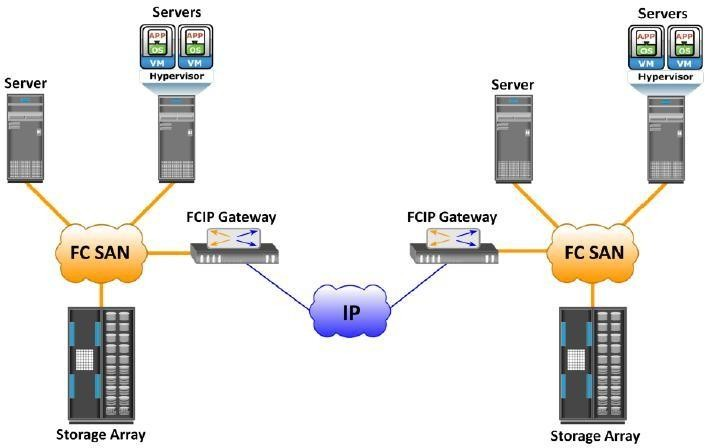 Servers
APP APP
OS OS
VM VM
Hypervisor
Server
FC SAN
FCIP Gateway
Storage Array
IP
Servers
APP APP
OS OS
VM VM
Hypervisor
Server
FCIP Gateway
FC SAN
Storage Array